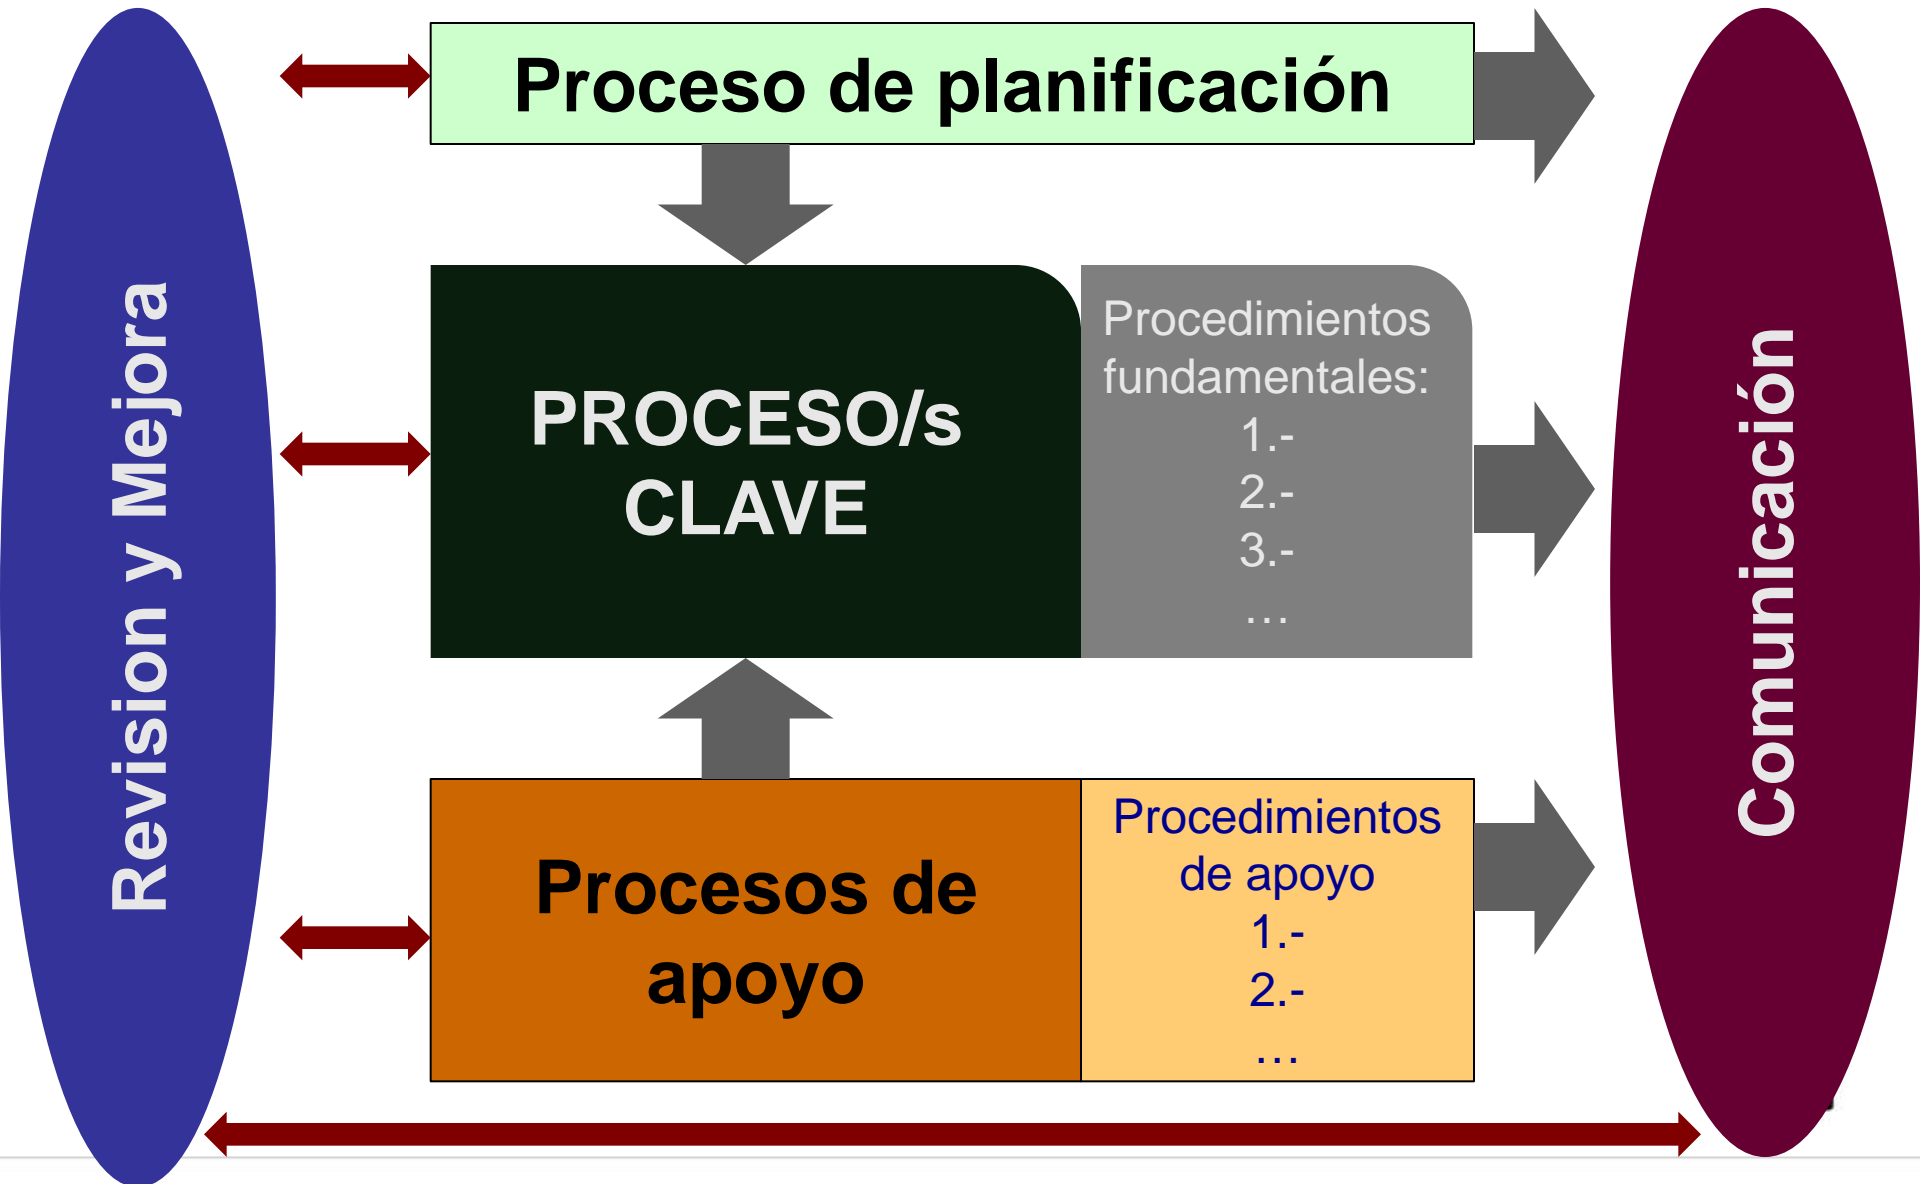 Proceso de planificación
Revision y Mejora
PROCESO/s
CLAVE
Procedimientos
fundamentales:
1.-
2.-
3.-
…
Comunicación
Procesos de
apoyo
Procedimientos
de apoyo
1.-
2.-
…